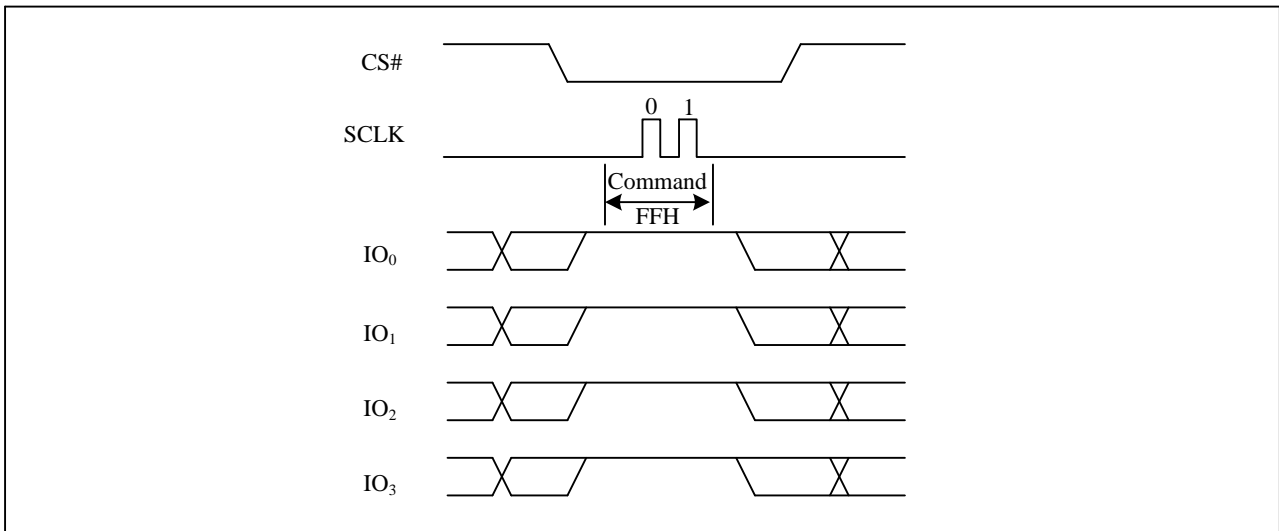 CS#
0 1
SCLK
Command
FFH
IO₀
IO₁
IO₂
IO₃